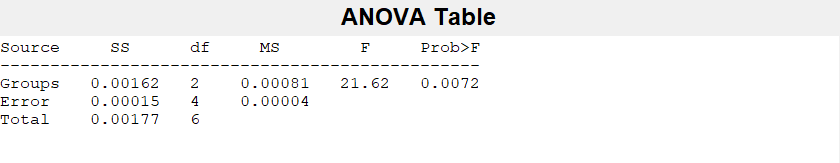 ANOVA Table
Source SS df MS F Prob>F
------------------------------------------------
Groups 0.00162 2 0.00081 21.62 0.0072
Error 0.00015 4 0.00004
Total 0.00177 6